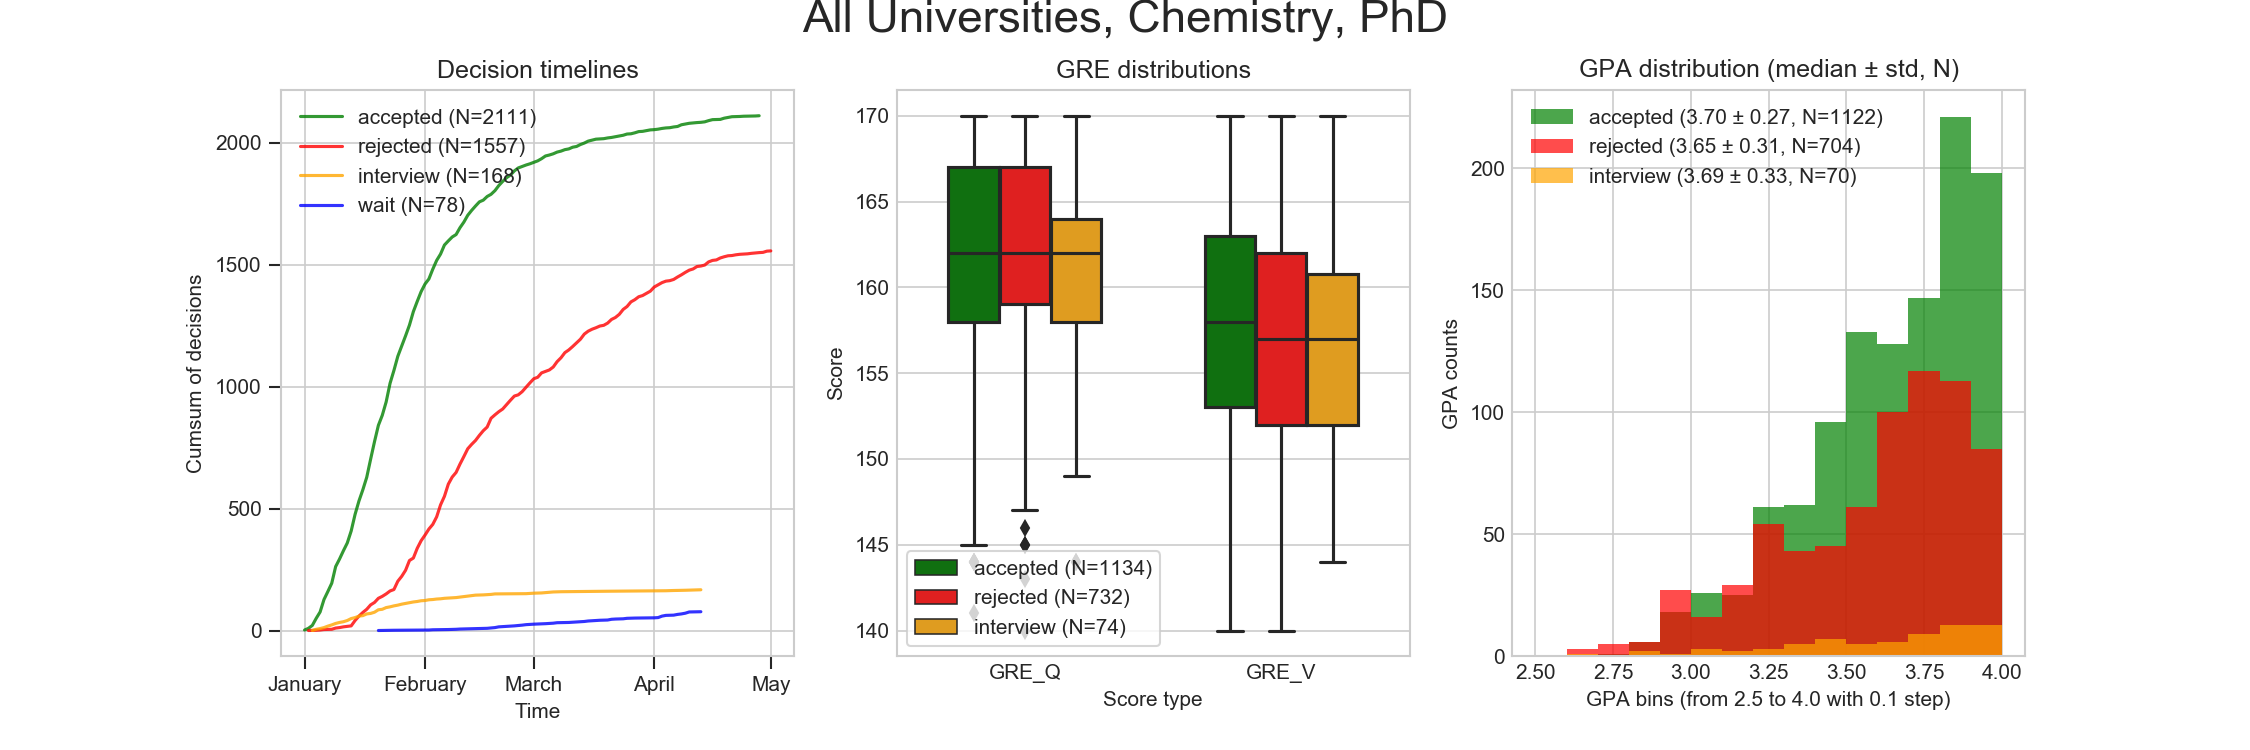 All Universities, Chemistry, PhD
Decision timelines
accepted (N=2111)
rejected (N=1557)
interview (N=168)
wait (N=78)
2000
1500
1000
500
0
Cumsum of decisions
January February March April May
Time
GRE distributions
170
165
160
155
150
145
140
Score
accepted (N=1134)
rejected (N=732)
interview (N=74)
GRE_Q GRE_V
Score type
GPA distribution (median ± std, N)
accepted (3.70 ± 0.27, N=1122)
rejected (3.65 ± 0.31, N=704)
interview (3.69 ± 0.33, N=70)
200
150
100
50
0
GPA counts
2.50 2.75 3.00 3.25 3.50 3.75 4.00
GPA bins (from 2.5 to 4.0 with 0.1 step)